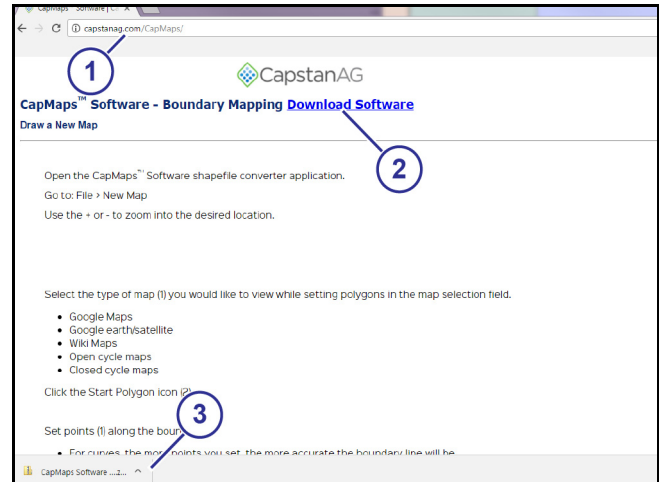 CapMaps™ Software | C
capstanag.com/CapMaps/
1
CapstanAG
CapMaps™ Software - Boundary Mapping Download Software
Draw a New Map
2
Open the CapMaps™ Software shapefile converter application.
Go to: File > New Map
Use the + or - to zoom into the desired location.
Select the type of map (1) you would like to view while setting polygons in the map selection field.
• Google Maps
• Google earth/satellite
• Wiki Maps
• Open cycle maps
• Closed cycle maps
Click the Start Polygon icon (2)
3
Set points (1) along the bou
• For curves, the more points you set, the more accurate the boundary line will be
CapMaps Software ....z...